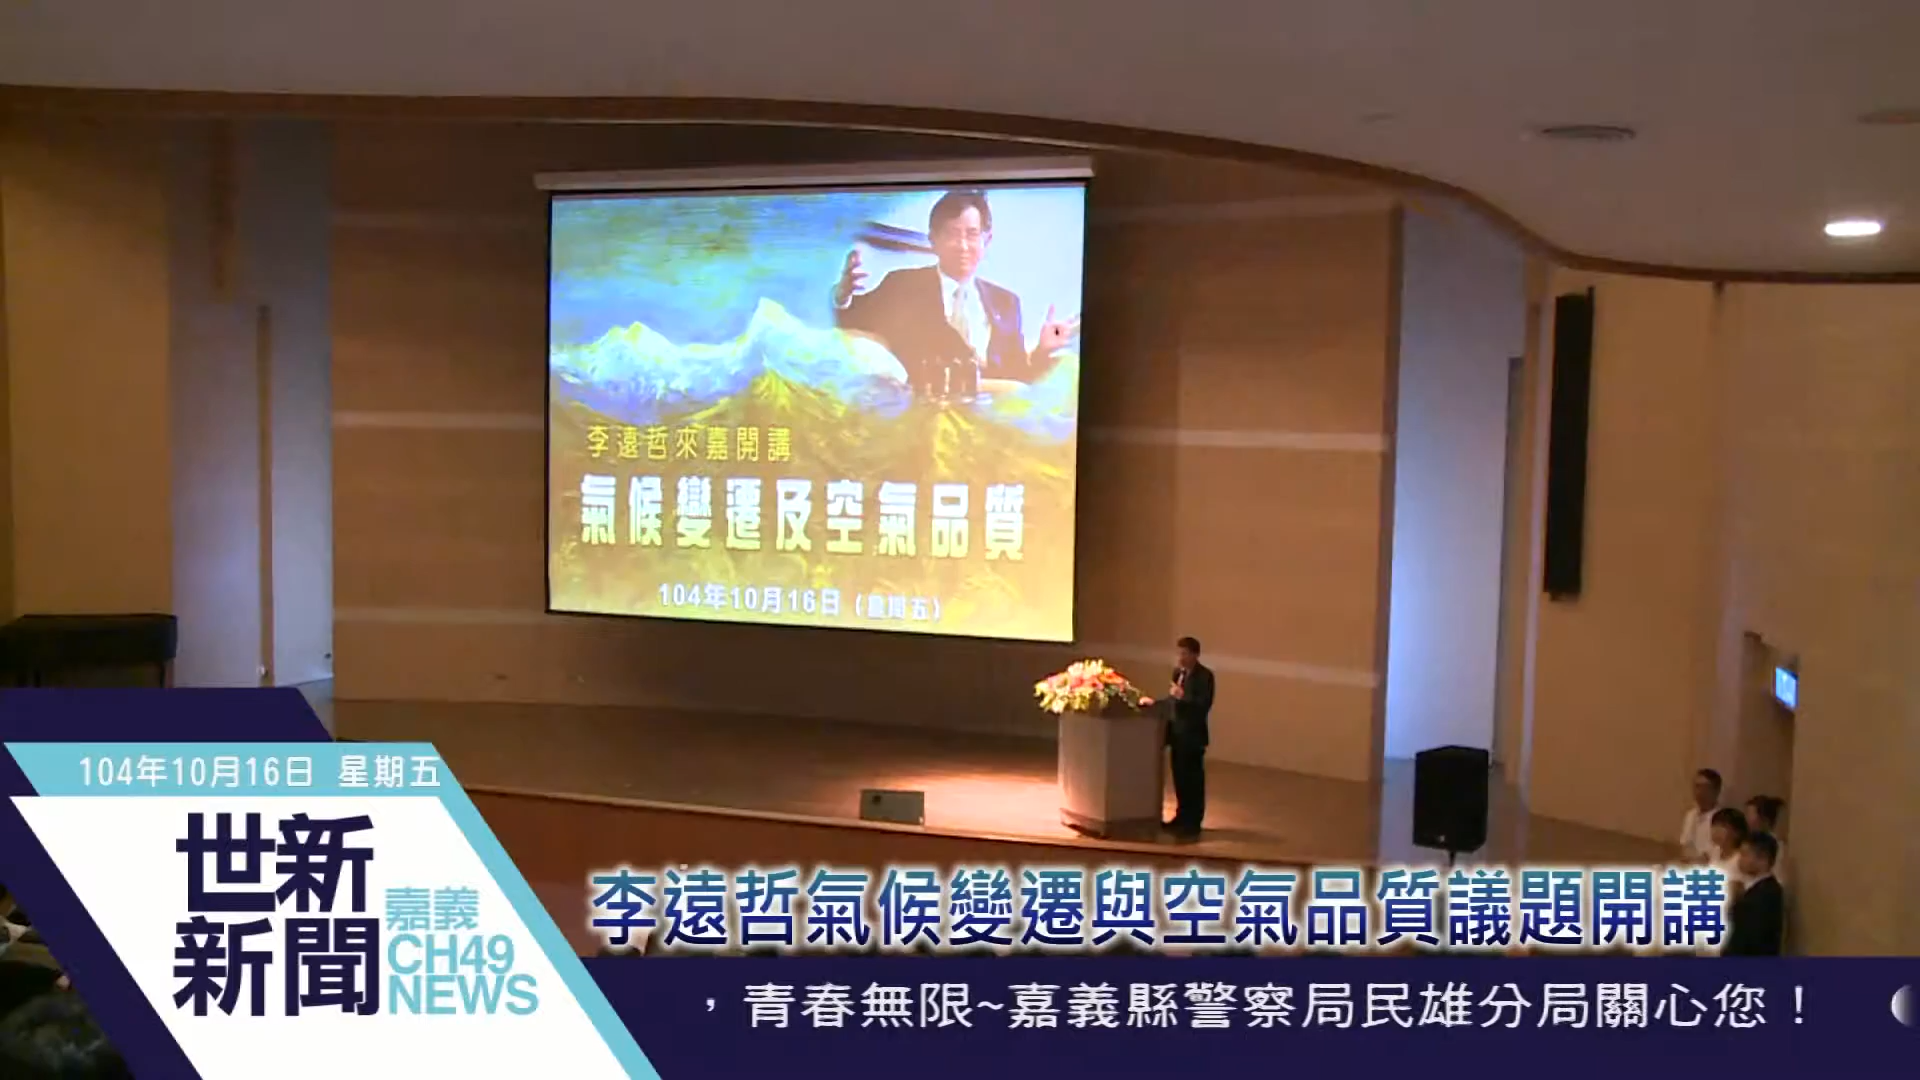 李遠哲來嘉開講
氣候變遷及空氣品質
104年10月16日（星期五）
104年10月16日 星期五
世新
新聞
嘉義
CH49
NEWS
李遠哲氣候變遷與空氣品質議題開講
，青春無限~嘉義縣警察局民雄分局關心您！